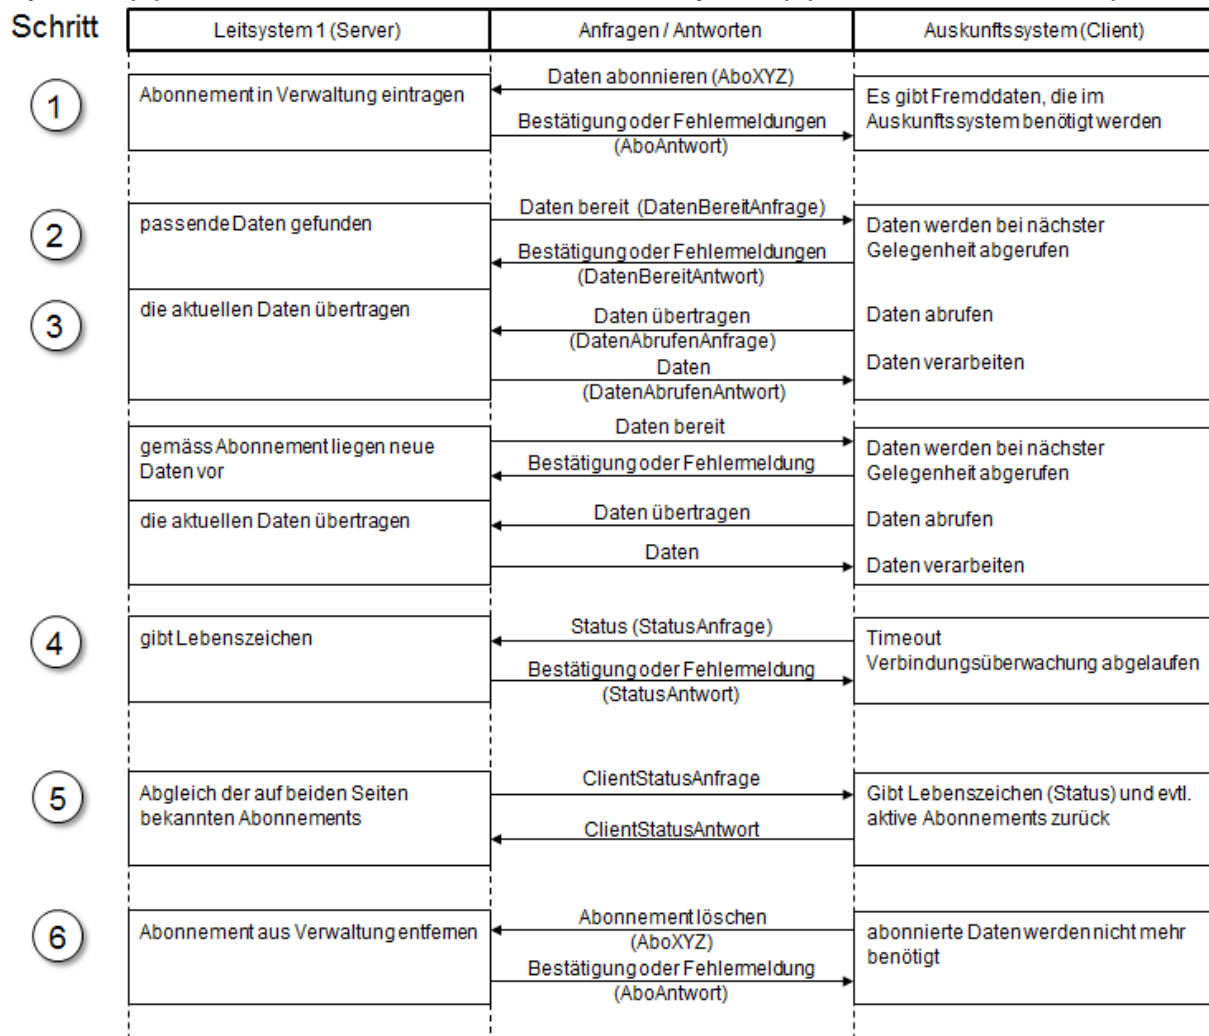 Schritt
Leitsystem 1 (Server)
Anfragen / Antworten
Auskunftssystem (Client)
1
Abonnement in Verwaltung eintragen
Daten abonnieren (AboXYZ)
Bestätigung oder Fehlermeldungen
(AboAntwort)
Es gibt Fremddaten, die im
Auskunftssystem benötigt werden
2
passende Daten gefunden
Daten bereit (DatenBereitAnfrage)
Bestätigung oder Fehlermeldungen
(DatenBereitAntwort)
Daten werden bei nächster
Gelegenheit abgerufen
3
die aktuellen Daten übertragen
Daten übertragen
(DatenAbrufenAnfrage)
Daten
(DatenAbrufenAntwort)
Daten abrufen
Daten verarbeiten
gemäss Abonnement liegen neue
Daten vor
Daten bereit
Bestätigung oder Fehlermeldung
Daten werden bei nächster
Gelegenheit abgerufen
die aktuellen Daten übertragen
Daten übertragen
Daten
Daten abrufen
Daten verarbeiten
4
gibt Lebenszeichen
Status (StatusAnfrage)
Bestätigung oder Fehlermeldung
(StatusAntwort)
Timeout
Verbindungsüberwachung abgelaufen
5
Abgleich der auf beiden Seiten
bekannten Abonnements
ClientStatusAnfrage
ClientStatusAntwort
Gibt Lebenszeichen (Status) und evtl.
aktive Abonnements zurück
6
Abonnement aus Verwaltung entfernen
Abonnement löschen
(AboXYZ)
Bestätigung oder Fehlermeldung
(AboAntwort)
abonnierte Daten werden nicht mehr
benötigt